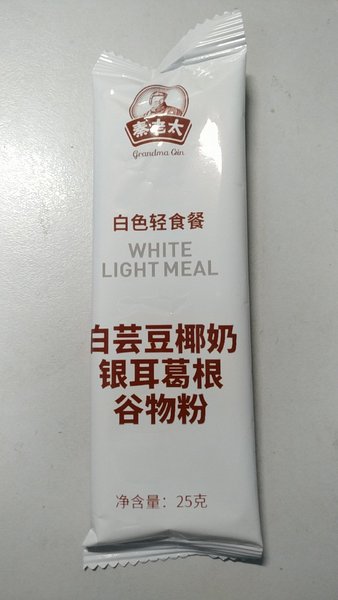 秦老太
Grandma Qin
白色轻食餐
WHITE
LIGHT MEAL
白芸豆椰奶
银耳葛根
谷物粉
净含量：25克